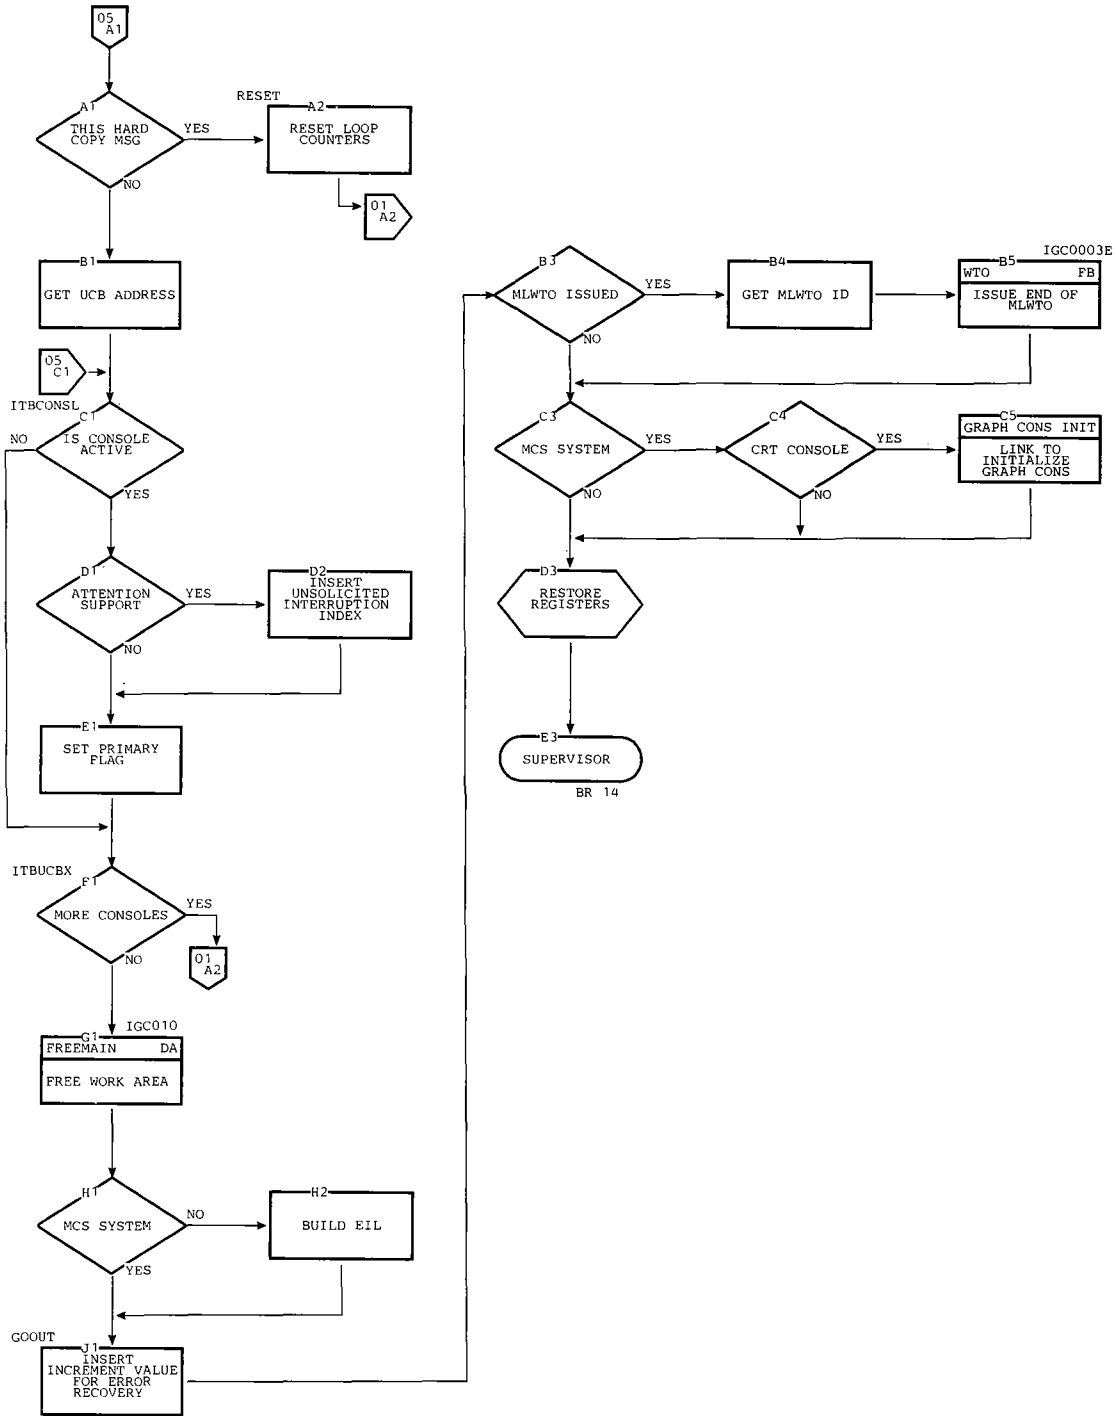 05
A1
A1
THIS HARD
COPY MSG
YES
NO
RESET
A2
RESET LOOP
COUNTERS
01
A2
B1
GET UCB ADDRESS
05
C1
ITBCONSL
C1
IS CONSOLE
ACTIVE
NO
YES
D1
ATTENTION
SUPPORT
YES
NO
D2
INSERT
UNSOLICITED
INTERRUPTION
INDEX
E1
SET PRIMARY
FLAG
ITBUCBX
F1
MORE CONSOLES
YES
NO
01
A2
IGC010
G1
FREEMAIN DA
FREE WORK AREA
H1
MCS SYSTEM
NO
YES
H2
BUILD EIL
GOOUT
J1
INSERT
INCREMENT VALUE
FOR ERROR
RECOVERY
B3
MLWTO ISSUED
YES
NO
B4
GET MLWTO ID
IGC0003E
B5
WTO FB
ISSUE END OF
MLWTO
C3
MCS SYSTEM
YES
NO
C4
CRT CONSOLE
YES
NO
C5
GRAPH CONS INIT
LINK TO
INITIALIZE
GRAPH CONS
D3
RESTORE
REGISTERS
E3
SUPERVISOR
BR 14